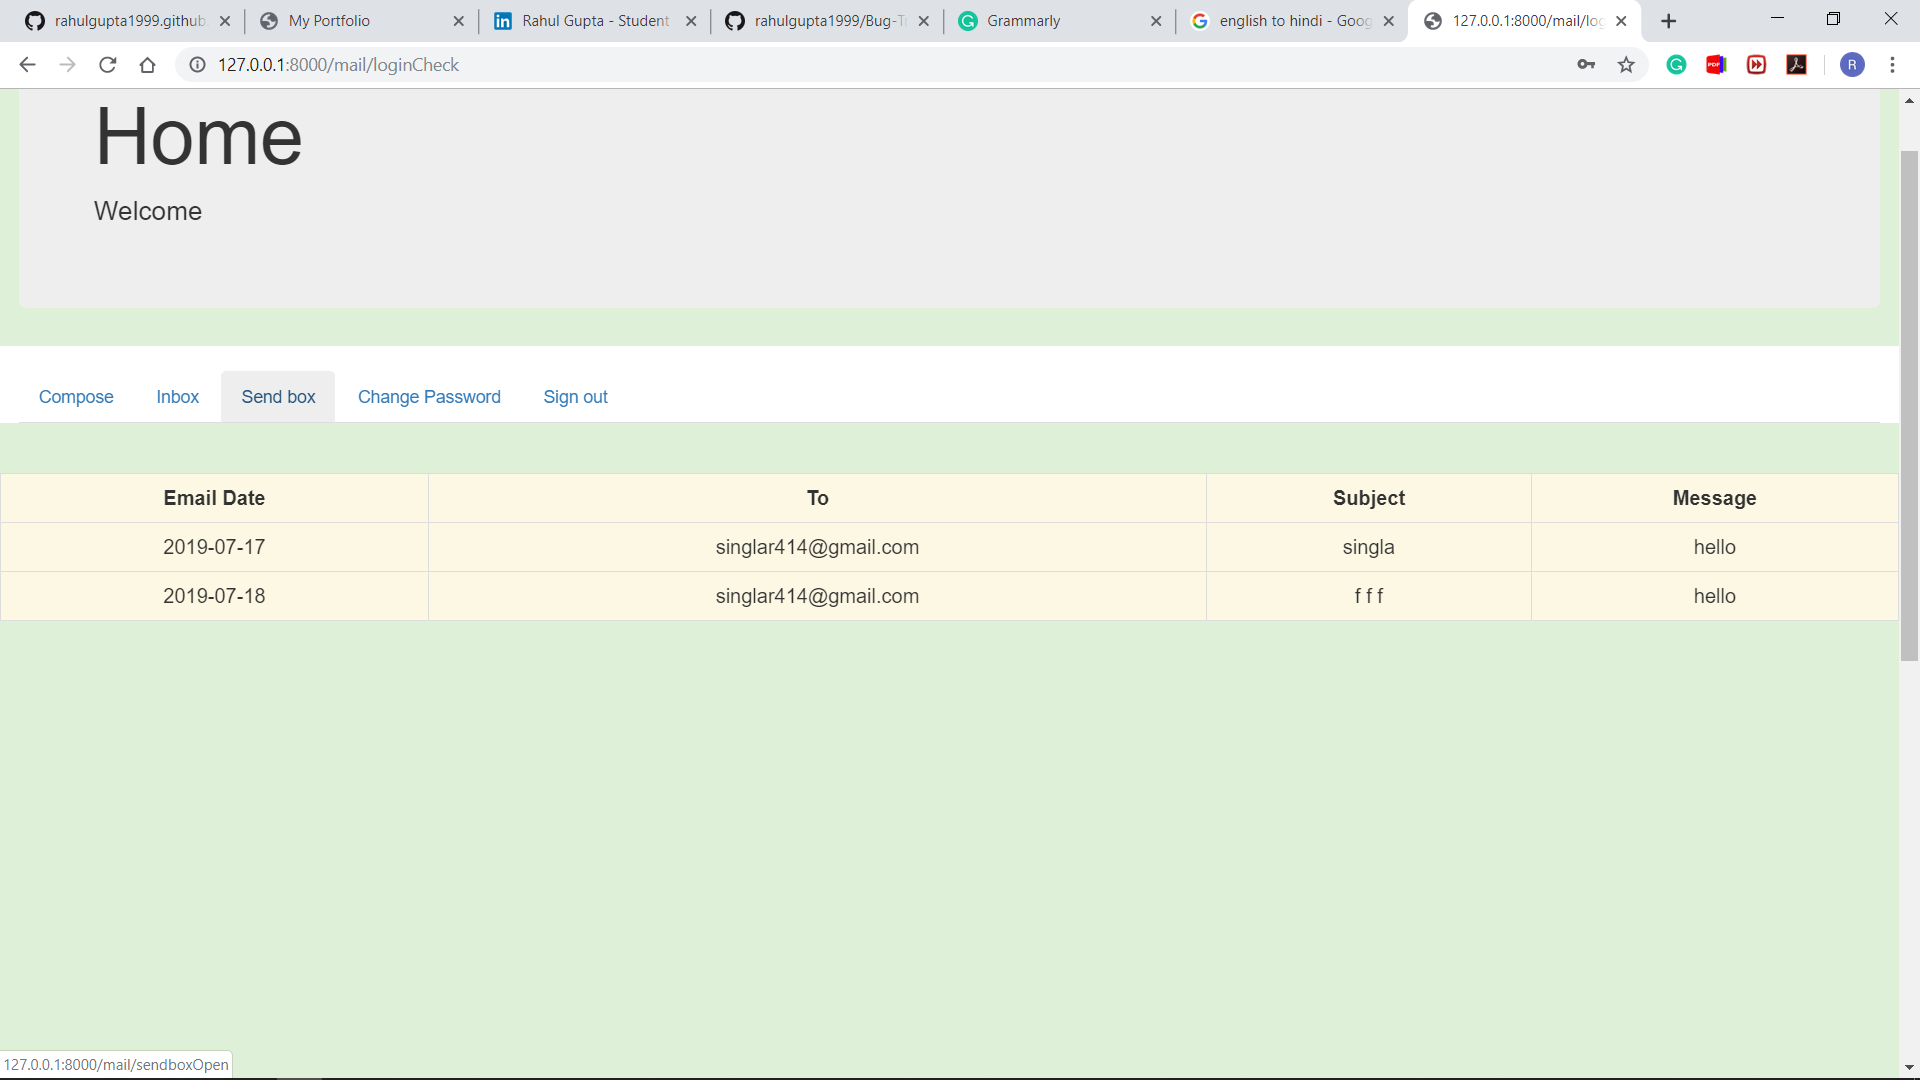 rahulgupta1999.github
My Portfolio
Rahul Gupta - Student
rahulgupta1999/Bug-Tr
Grammarly
english to hindi - Goog
127.0.0.1:8000/mail/log
127.0.0.1:8000/mail/loginCheck
PDF
R
Home
Welcome
Compose Inbox Send box Change Password Sign out
Email Date To Subject Message
2019-07-17 singlar414@gmail.com singla hello
2019-07-18 singlar414@gmail.com f f f hello
127.0.0.1:8000/mail/sendboxOpen